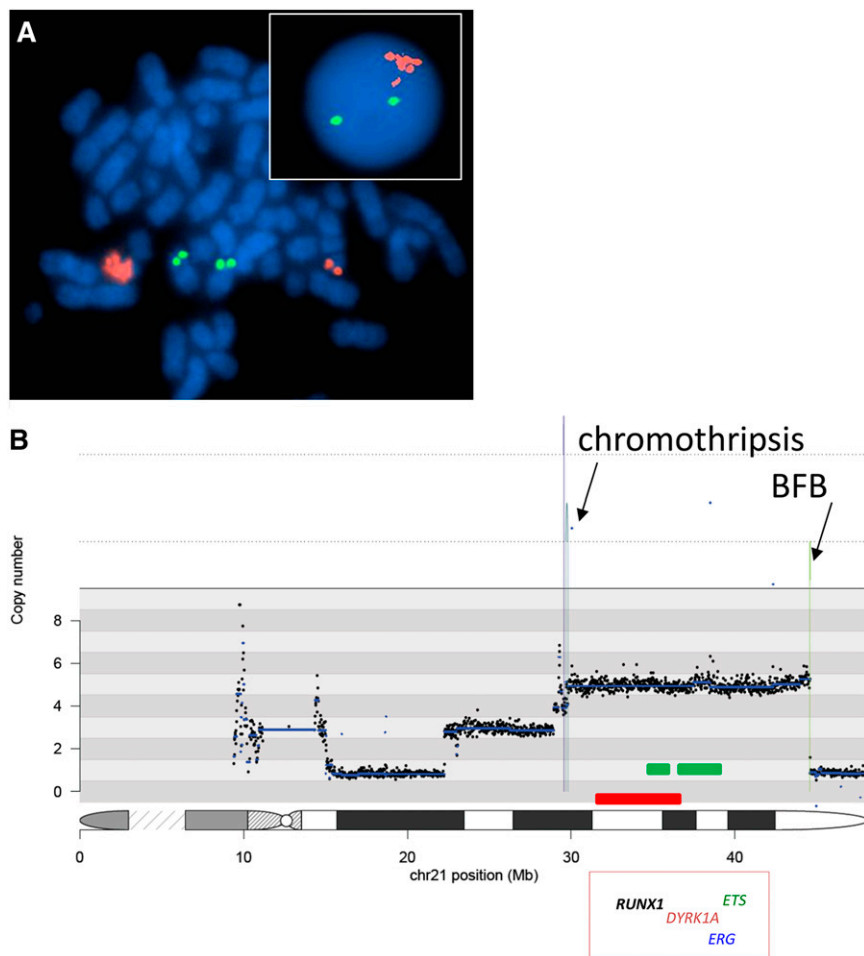 A
B
chromothripsis
BFB
Copy number
8
6
4
2
0
0 10 20 30 40
chr21 position (Mb)
RUNX1 ETS
DYRK1A
ERG